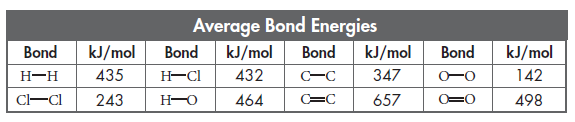 Average Bond Energies
Bond kJ/mol Bond kJ/mol Bond kJ/mol Bond kJ/mol
H—H 435 H—Cl 432 C—C 347 O—O 142
Cl—Cl 243 H—O 464 C=C 657 O=O 498